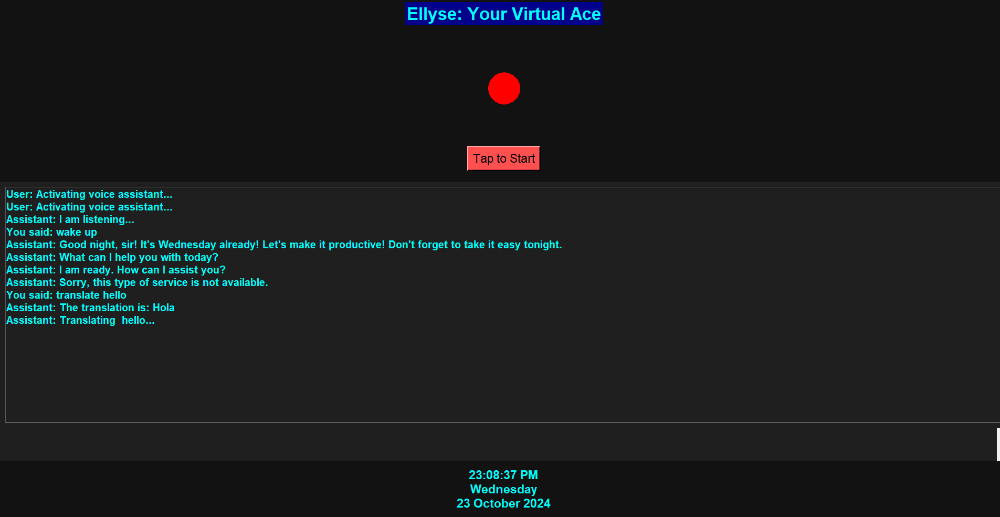 Ellyse: Your Virtual Ace
Tap to Start
User: Activating voice assistant...
User: Activating voice assistant...
Assistant: I am listening...
You said: wake up
Assistant: Good night, sir! It's Wednesday already! Let's make it productive! Don't forget to take it easy tonight.
Assistant: What can I help you with today?
Assistant: I am ready. How can I assist you?
Assistant: Sorry, this type of service is not available.
You said: translate hello
Assistant: The translation is: Hola
Assistant: Translating  hello...
23:08:37 PM
Wednesday
23 October 2024